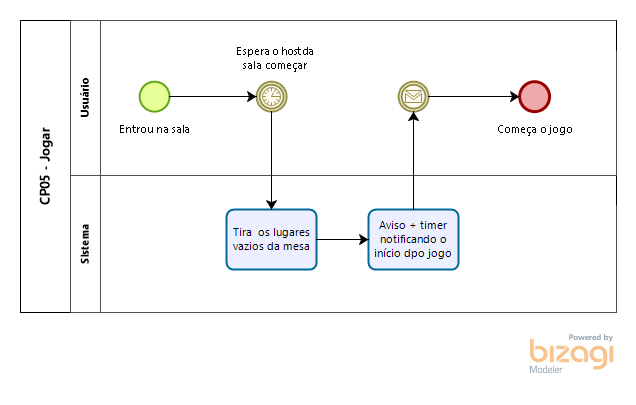 CP05 - Jogar
Usuário
Entrou na sala
Espera o host da
sala começar
Começa o jogo
Sistema
Tira os lugares
vazios da mesa
Aviso + timer
notificando o
início dpo jogo
Powered by
bizagi
Modeler